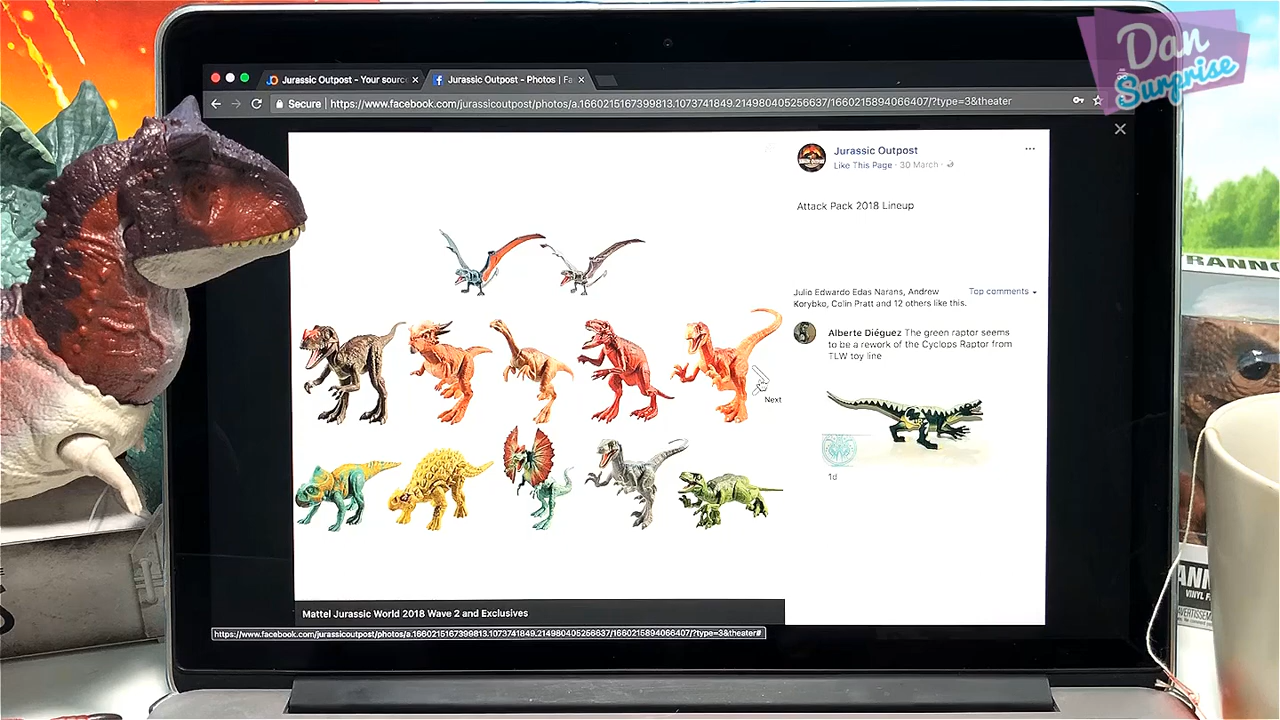 Dan
Surprise
Jurassic Outpost - Your source
Jurassic Outpost - Photos | Fa
Secure
https://www.facebook.com/jurassicoutpost/photos/a.1660215167399813.1073741849.214980405256637/1660215894066407/?type=3&theater
Jurassic Outpost
Like This Page · 30 March ·
Attack Pack 2018 Lineup
Julio Edwardo Edas Narans, Andrew
Korybko, Colin Pratt and 12 others like this.
Top comments
Alberte Diéguez The green raptor seems
to be a rework of the Cyclops Raptor from
TLW toy line
Next
1d
Mattel Jurassic World 2018 Wave 2 and Exclusives
https://www.facebook.com/jurassicoutpost/photos/a.1660215167399813.1073741849.214980405256637/1660215894066407/?type=3&theater#
RANNO
ANN
VINYL F